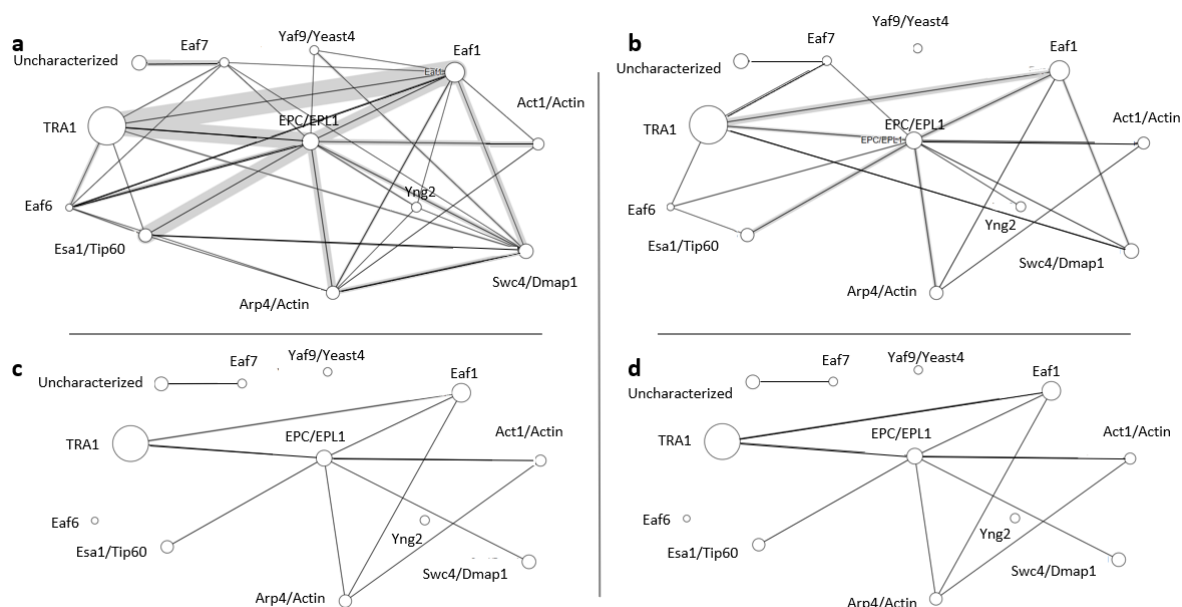 a
Yaf9/Yeast4
Eaf7
Eaf1
Uncharacterized
Act1/Actin
TRA1
EPC/EPL1
Yng2
Eaf6
Esa1/Tip60
Swc4/Dmap1
Arp4/Actin
b
Yaf9/Yeast4
Eaf7
Eaf1
Uncharacterized
Act1/Actin
TRA1
EPC/EPL1
EPC/EPL1
Eaf6
Yng2
Esa1/Tip60
Swc4/Dmap1
Arp4/Actin
c
Yaf9/Yeast4
Eaf7
Eaf1
Uncharacterized
TRA1
EPC/EPL1
Act1/Actin
Eaf6
Yng2
Esa1/Tip60
Swc4/Dmap1
Arp4/Actin
d
Yaf9/Yeast4
Eaf7
Eaf1
Uncharacterized
TRA1
EPC/EPL1
Act1/Actin
Eaf6
Yng2
Esa1/Tip60
Swc4/Dmap1
Arp4/Actin